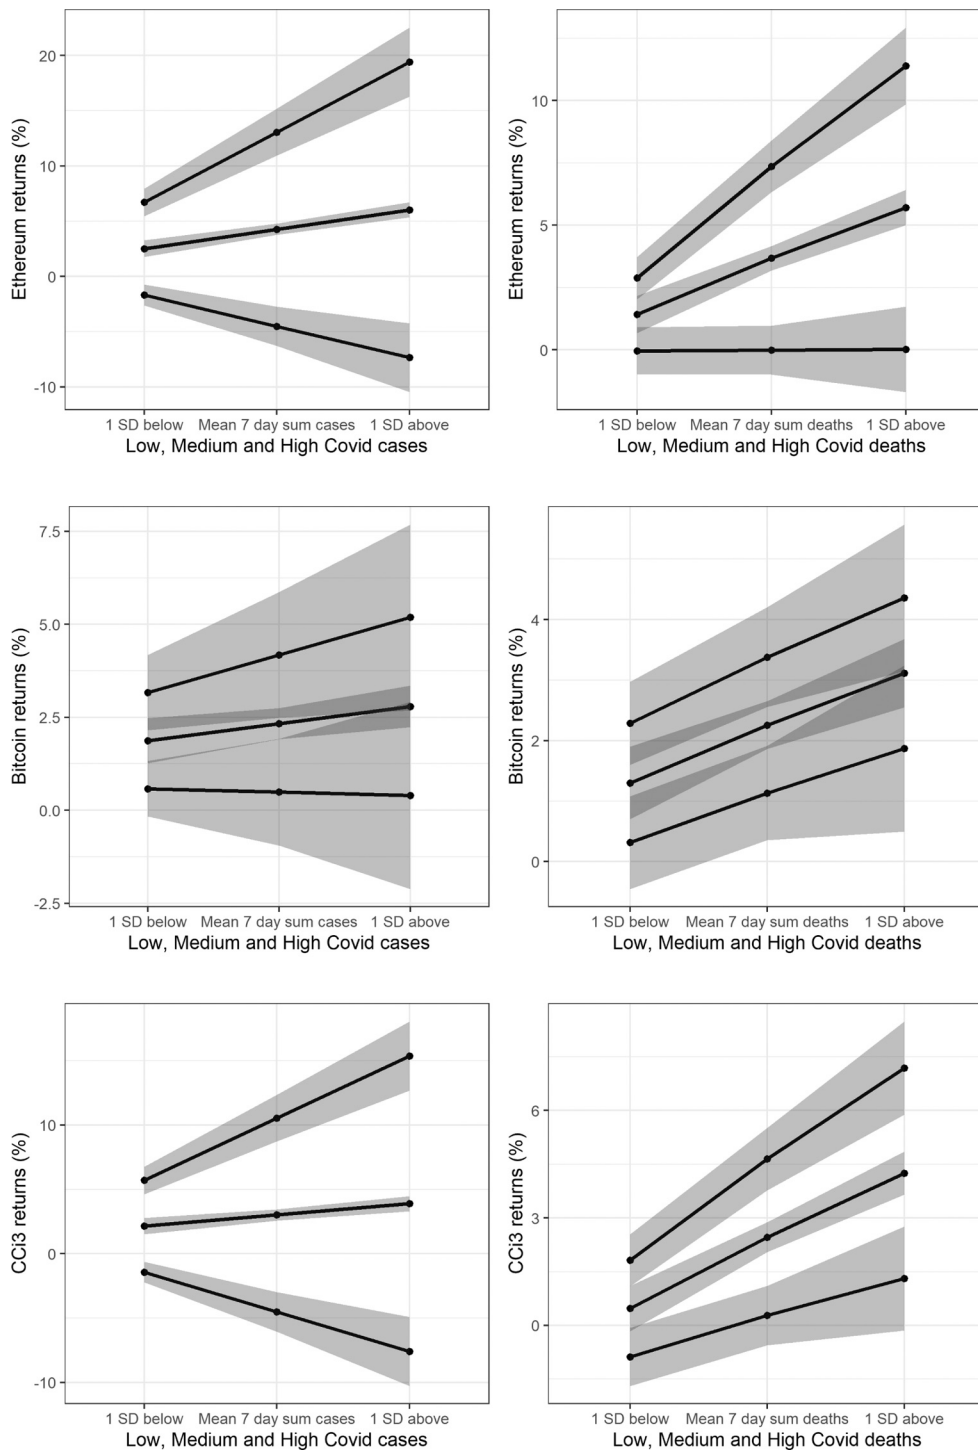 Ethereum returns (%)
20
10
0
-10
1 SD below
Mean 7 day sum cases
1 SD above
Low, Medium and High Covid cases
Ethereum returns (%)
10
5
0
1 SD below
Mean 7 day sum deaths
1 SD above
Low, Medium and High Covid deaths
Bitcoin returns (%)
7.5
5.0
2.5
0.0
-2.5
1 SD below
Mean 7 day sum cases
1 SD above
Low, Medium and High Covid cases
Bitcoin returns (%)
4
2
0
1 SD below
Mean 7 day sum deaths
1 SD above
Low, Medium and High Covid deaths
CCi3 returns (%)
10
0
-10
1 SD below
Mean 7 day sum cases
1 SD above
Low, Medium and High Covid cases
CCi3 returns (%)
6
3
0
1 SD below
Mean 7 day sum deaths
1 SD above
Low, Medium and High Covid deaths